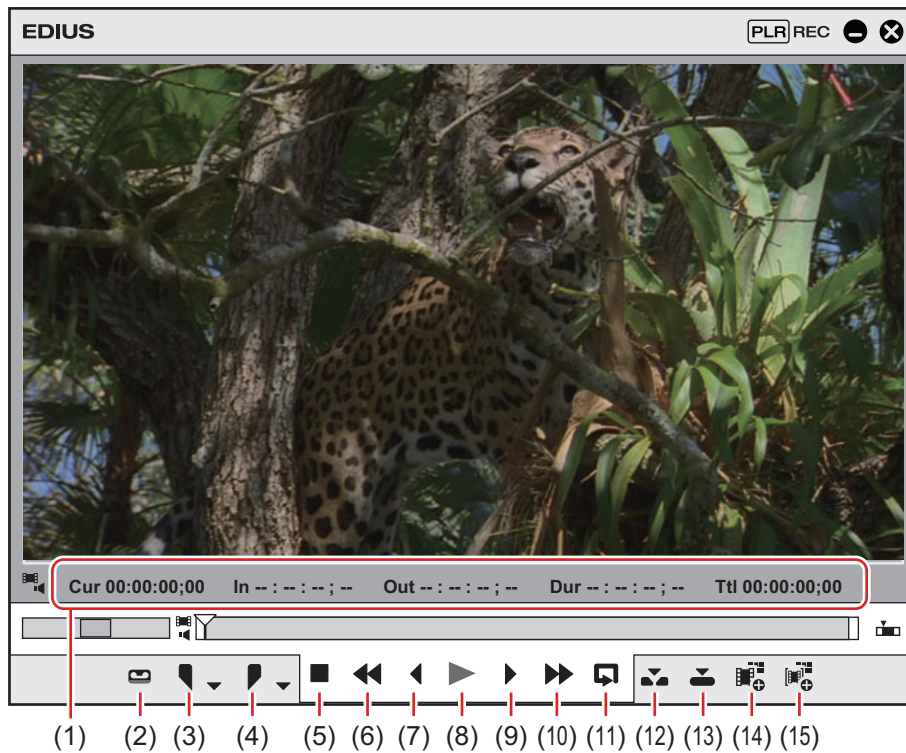 EDIUS PLR REC
Cur 00:00:00;00 In -- : -- : -- ; -- Out -- : -- : -- ; -- Dur -- : -- : -- ; -- Ttl 00:00:00;00
(1) (2) (3) (4) (5) (6) (7) (8) (9) (10) (11) (12) (13) (14) (15)